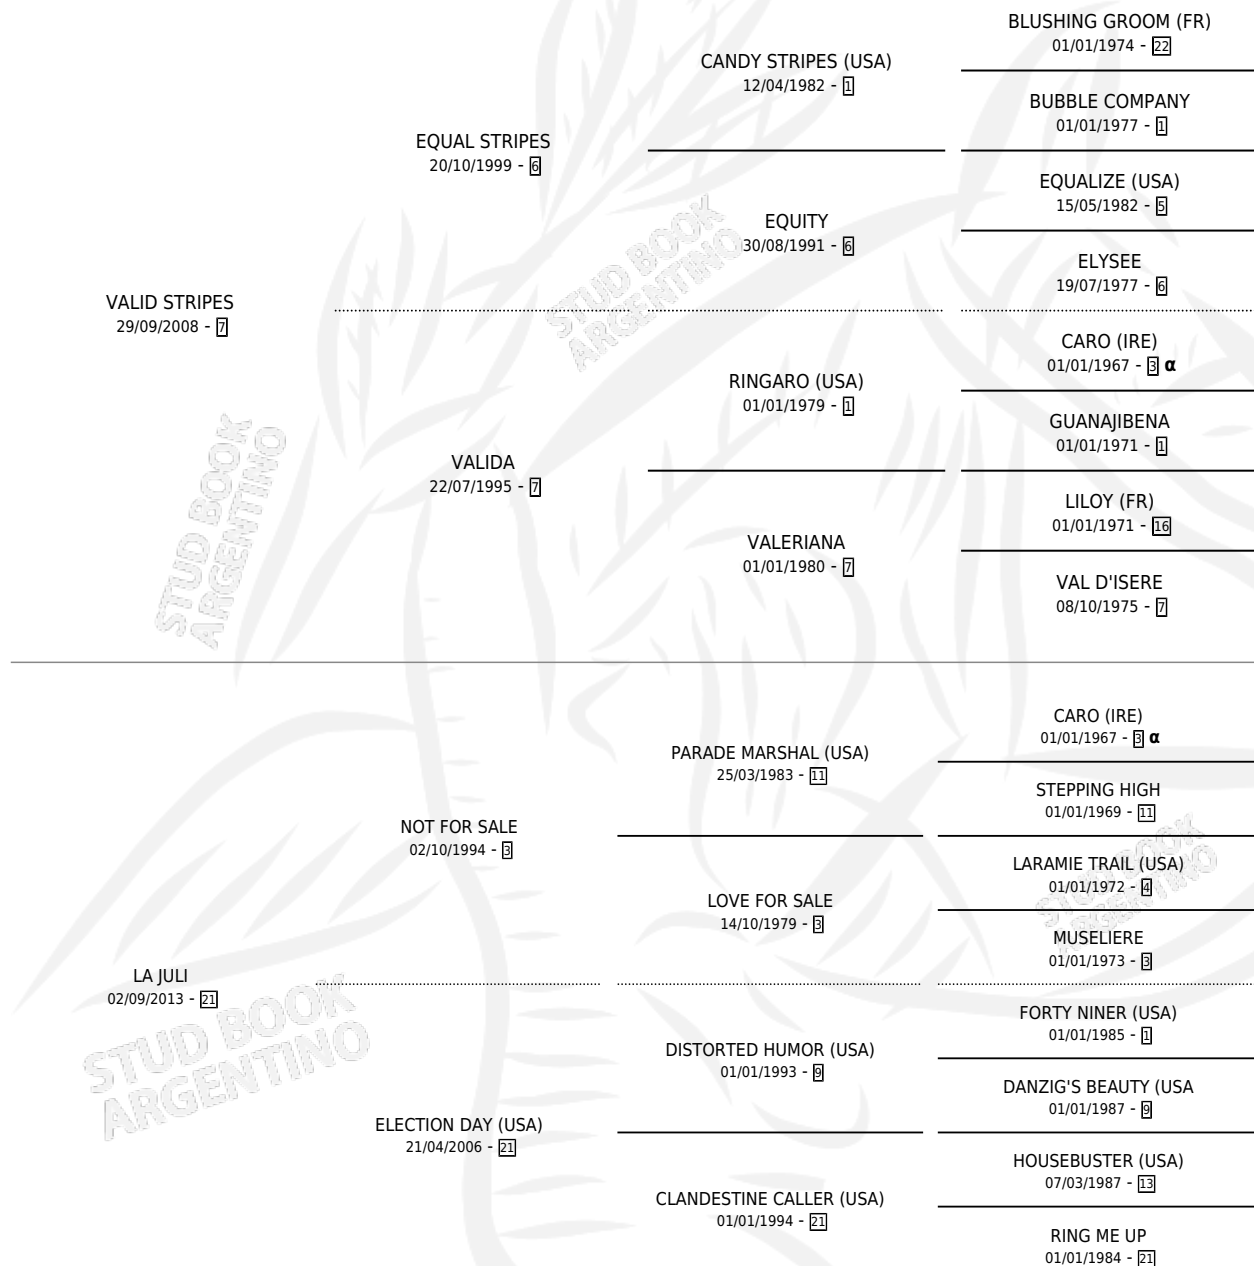 BLUSHING GROOM (FR)
01/01/1974 - 22
CANDY STRIPES (USA)
12/04/1982 - 1
BUBBLE COMPANY
01/01/1977 - 1
EQUAL STRIPES
20/10/1999 - 6
EQUALIZE (USA)
15/05/1982 - 5
EQUITY
30/08/1991 - 6
ELYSEE
19/07/1977 - 6
VALID STRIPES
29/09/2008 - 7
CARO (IRE)
01/01/1967 - 3 α
RINGARO (USA)
01/01/1979 - 1
GUANAJIBENA
01/01/1971 - 1
VALIDA
22/07/1995 - 7
LILOY (FR)
01/01/1971 - 16
VALERIANA
01/01/1980 - 7
VAL D'ISERE
08/10/1975 - 7
CARO (IRE)
01/01/1967 - 3 α
PARADE MARSHAL (USA)
25/03/1983 - 11
STEPPING HIGH
01/01/1969 - 11
NOT FOR SALE
02/10/1994 - 3
LARAMIE TRAIL (USA)
01/01/1972 - 4
LOVE FOR SALE
14/10/1979 - 3
MUSELIERE
01/01/1973 - 3
LA JULI
02/09/2013 - 21
FORTY NINER (USA)
01/01/1985 - 1
DISTORTED HUMOR (USA)
01/01/1993 - 9
DANZIG'S BEAUTY (USA
01/01/1987 - 9
ELECTION DAY (USA)
21/04/2006 - 21
HOUSEBUSTER (USA)
07/03/1987 - 13
CLANDESTINE CALLER (USA)
01/01/1994 - 21
RING ME UP
01/01/1984 - 21
STUD BOOK
ARGENTINO
STUD BOOK
ARGENTINO
STUD BOOK
ARGENTINO
STUD BOOK
ARGENTINO